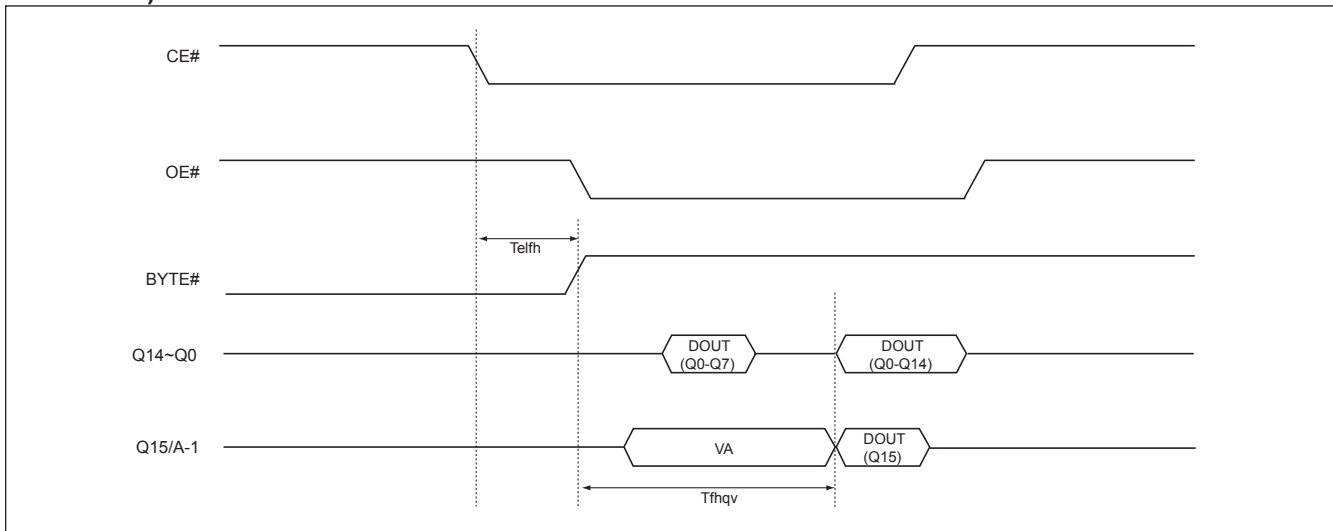 CE#
OE#
Telfh
BYTE#
Q14~Q0
DOUT
(Q0-Q7)
DOUT
(Q0-Q14)
Q15/A-1
VA
DOUT
(Q15)
Tfhqv